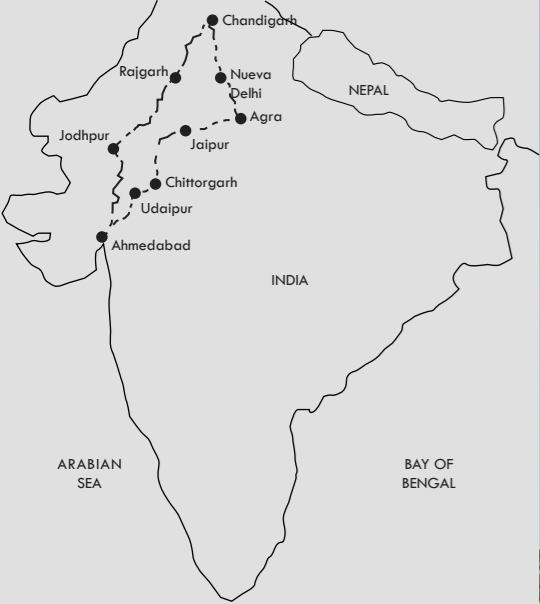 Chandigarh
Rajgarh
Nueva
Delhi
NEPAL
Agra
Jodhpur
Jaipur
Chittorgarh
Udaipur
Ahmedabad
INDIA
ARABIAN
SEA
BAY OF
BENGAL